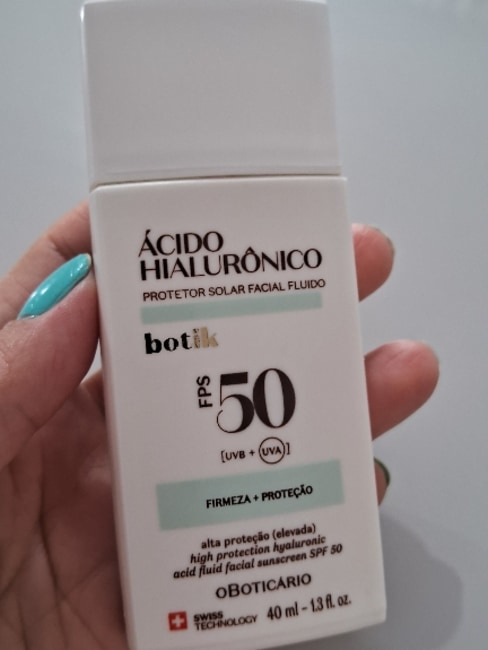 ÁCIDO
HIALURÔNICO
PROTETOR SOLAR FACIAL FLUIDO
botik
FPS 50
[UVB + UVA]
FIRMEZA + PROTEÇÃO
alta proteção (elevada)
high protection hyaluronic
acid fluid facial sunscreen SPF 50
oBOTICÁRIO
SWISS
TECHNOLOGY
40 ml - 1.3 fl. oz.